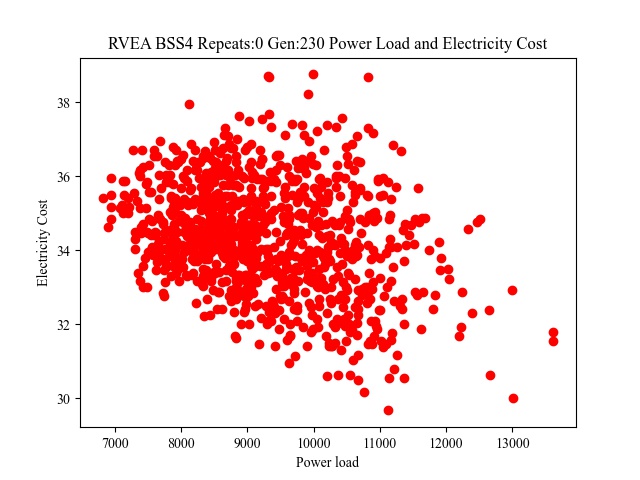 RVEA BSS4 Repeats:0 Gen:230 Power Load and Electricity Cost
38
36
34
32
30
Electricity Cost
7000 8000 9000 10000 11000 12000 13000
Power load